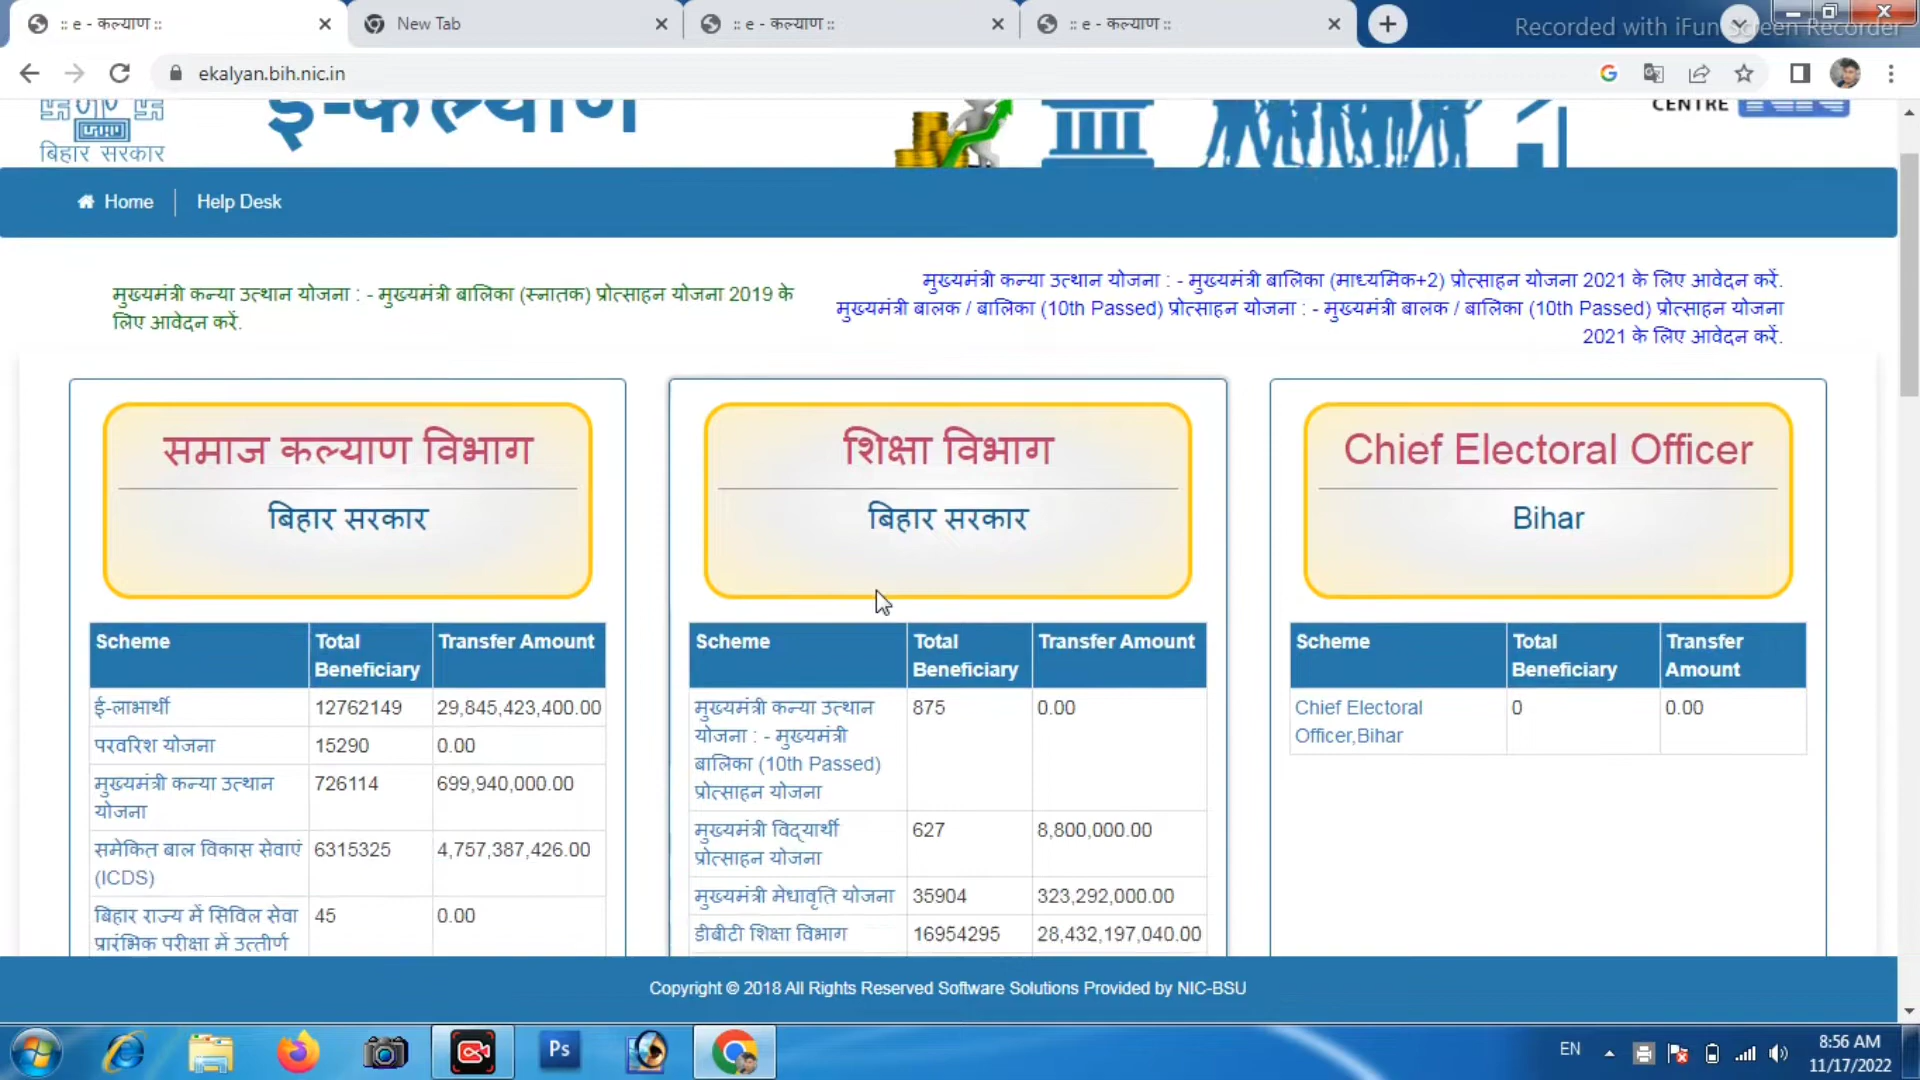 :: e - कल्याण ::
New Tab
:: e - कल्याण ::
:: e - कल्याण ::
Recorded with iFun Screen Recorder
ekalyan.bih.nic.in
बिहार सरकार
ई-कल्याण
CENTRE
Home
Help Desk
मुख्यमंत्री कन्या उत्थान योजना : - मुख्यमंत्री बालिका (स्नातक) प्रोत्साहन योजना 2019 के
लिए आवेदन करें.
मुख्यमंत्री कन्या उत्थान योजना : - मुख्यमंत्री बालिका (माध्यमिक+2) प्रोत्साहन योजना 2021 के लिए आवेदन करें.
मुख्यमंत्री बालक / बालिका (10th Passed) प्रोत्साहन योजना : - मुख्यमंत्री बालक / बालिका (10th Passed) प्रोत्साहन योजना
2021 के लिए आवेदन करें.
समाज कल्याण विभाग
बिहार सरकार
Scheme Total Transfer Amount
Beneficiary
ई-लाभार्थी 12762149 29,845,423,400.00
परवरिश योजना 15290 0.00
मुख्यमंत्री कन्या उत्थान 726114 699,940,000.00
योजना
समेकित बाल विकास सेवाएं 6315325 4,757,387,426.00
(ICDS)
बिहार राज्य में सिविल सेवा 45 0.00
प्रारंभिक परीक्षा में उत्तीर्ण
शिक्षा विभाग
बिहार सरकार
Scheme Total Transfer Amount
Beneficiary
मुख्यमंत्री कन्या उत्थान 875 0.00
योजना : - मुख्यमंत्री
बालिका (10th Passed)
प्रोत्साहन योजना
मुख्यमंत्री विद्यार्थी 627 8,800,000.00
प्रोत्साहन योजना
मुख्यमंत्री मेधावृति योजना 35904 323,292,000.00
डीबीटी शिक्षा विभाग 16954295 28,432,197,040.00
Chief Electoral Officer
Bihar
Scheme Total Transfer
Beneficiary Amount
Chief Electoral 0 0.00
Officer,Bihar
Copyright © 2018 All Rights Reserved Software Solutions Provided by NIC-BSU
Ps
EN
8:56 AM
11/17/2022